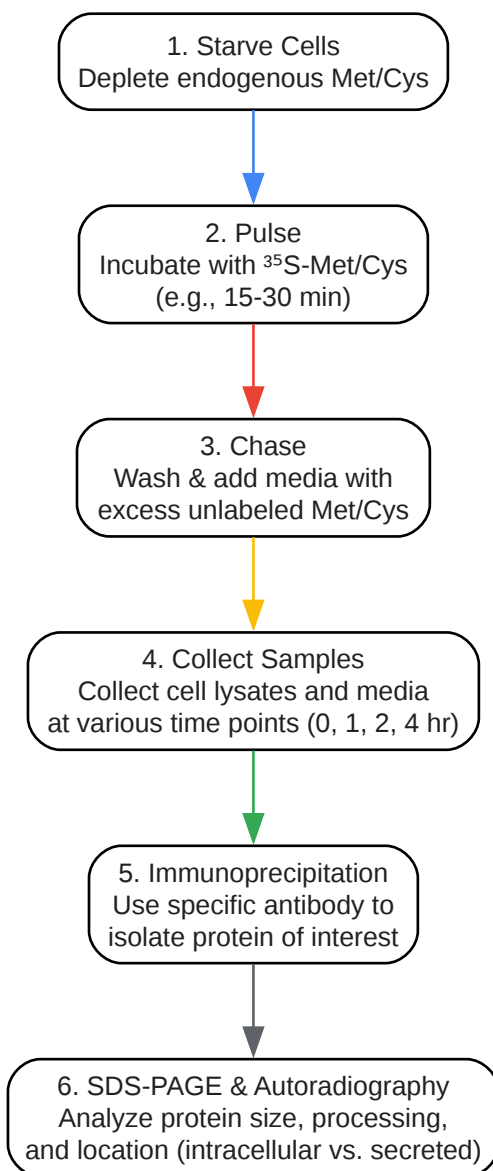 1. Starve Cells
Deplete endogenous Met/Cys
2. Pulse
Incubate with ³⁵S-Met/Cys
(e.g., 15-30 min)
3. Chase
Wash & add media with
excess unlabeled Met/Cys
4. Collect Samples
Collect cell lysates and media
at various time points (0, 1, 2, 4 hr)
5. Immunoprecipitation
Use specific antibody to
isolate protein of interest
6. SDS-PAGE & Autoradiography
Analyze protein size, processing,
and location (intracellular vs. secreted)